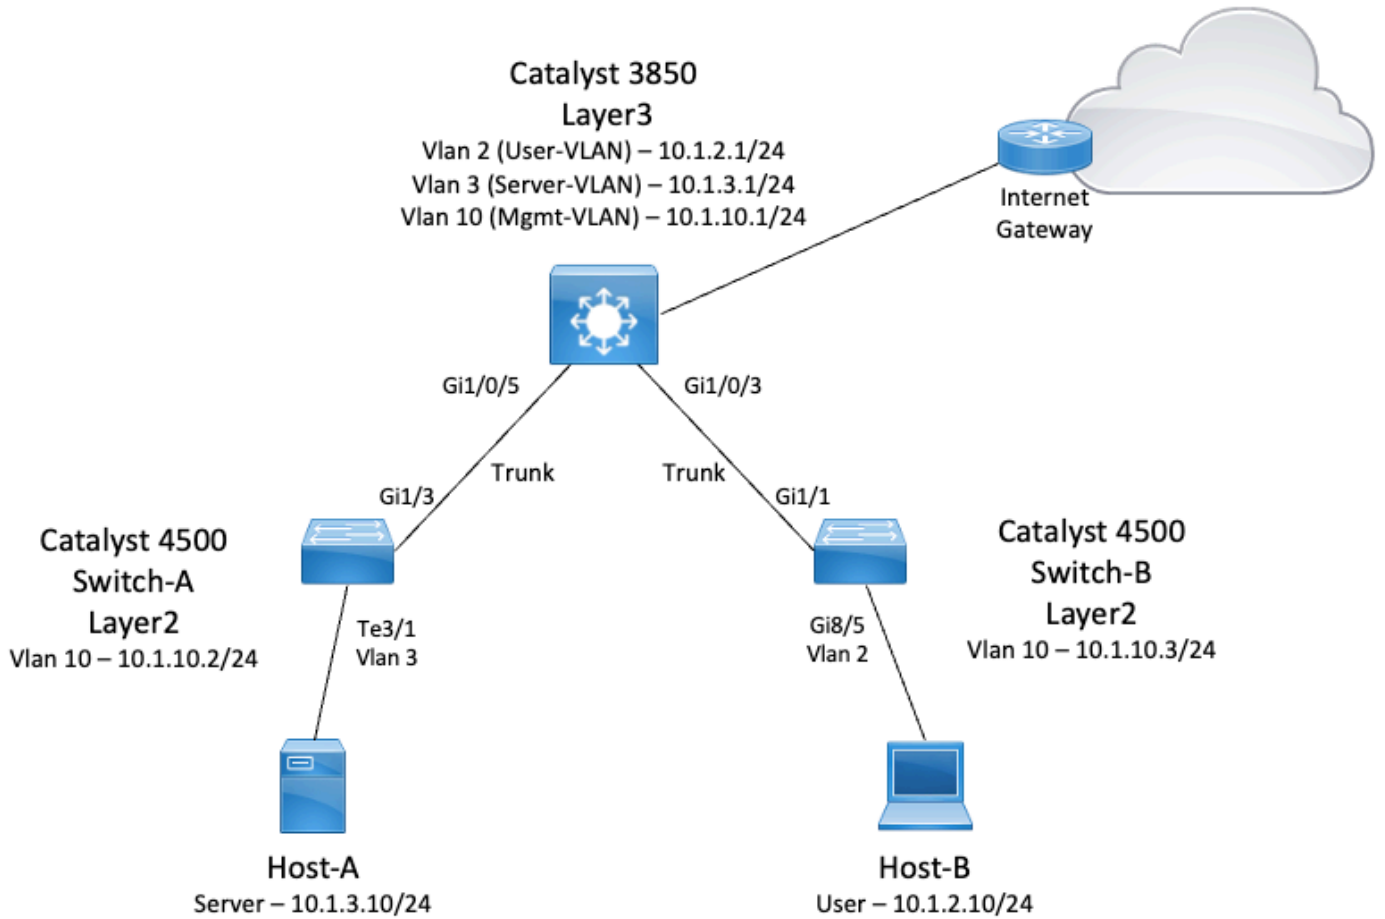 Catalyst 3850
Layer3
Vlan 2 (User-VLAN) – 10.1.2.1/24
Vlan 3 (Server-VLAN) – 10.1.3.1/24
Vlan 10 (Mgmt-VLAN) – 10.1.10.1/24
Internet
Gateway
Gi1/0/5
Gi1/0/3
Trunk
Trunk
Gi1/3
Gi1/1
Catalyst 4500
Switch-A
Layer2
Vlan 10 – 10.1.10.2/24
Catalyst 4500
Switch-B
Layer2
Vlan 10 – 10.1.10.3/24
Te3/1
Vlan 3
Gi8/5
Vlan 2
Host-A
Server – 10.1.3.10/24
Host-B
User – 10.1.2.10/24